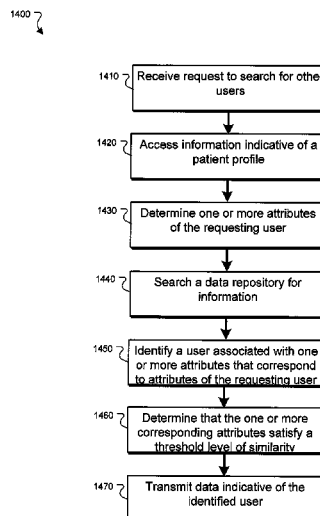 1400
1410
Receive request to search for othe
users
1420
Access information indicative of a
patient profile
1430
Determine one or more attributes
of the requesting user
1440
Search a data repository for
information
1450
Identify a user associated with one
or more attributes that correspond
to attributes of the requesting user
1460
Determine that the one or more
corresponding attributes satisfy a
threshold level of similarity
1470
Transmit data indicative of the
identified user